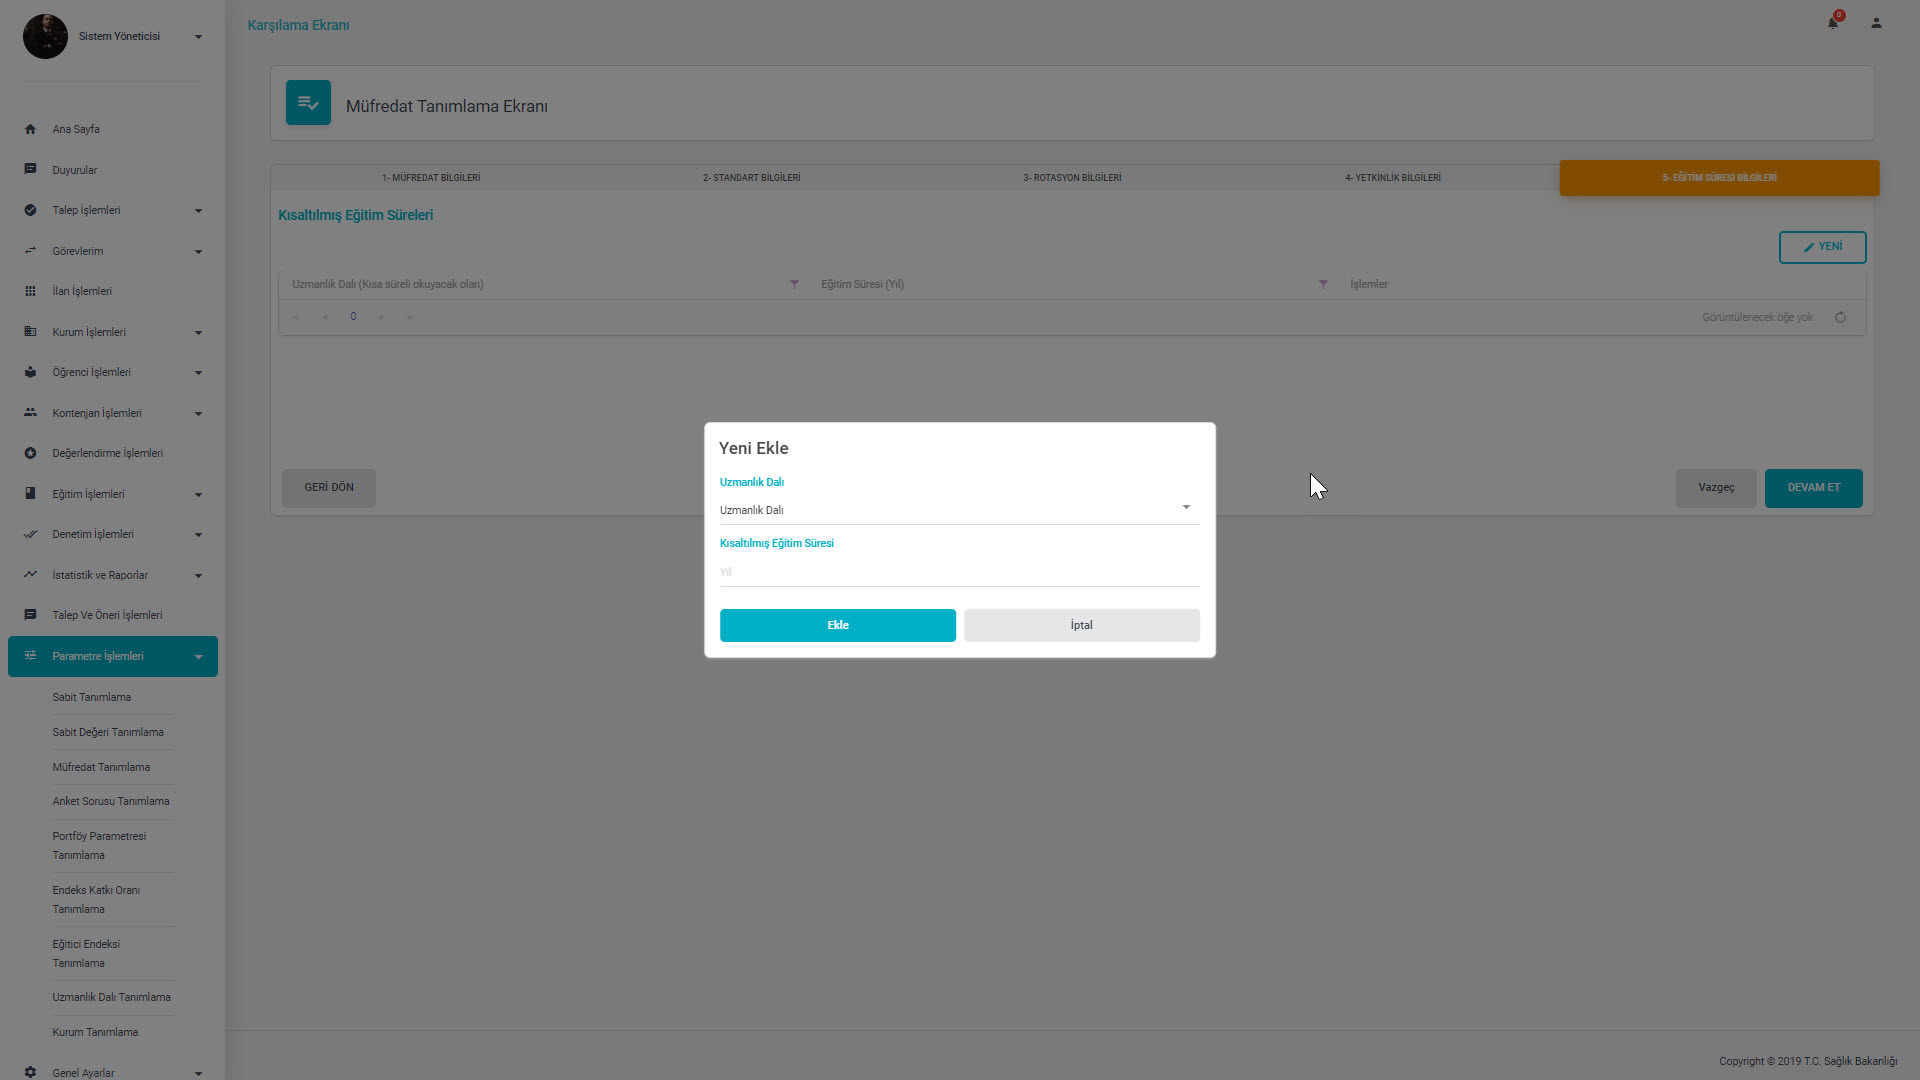 Sistem Yöneticisi
Karşılama Ekranı
0
Müfredat Tanımlama Ekranı
Ana Sayfa
Duyurular
Talep İşlemleri
Görevlerim
İlan İşlemleri
Kurum İşlemleri
Öğrenci İşlemleri
Kontenjan İşlemleri
Değerlendirme İşlemleri
Eğitim İşlemleri
Denetim İşlemleri
İstatistik ve Raporlar
Talep Ve Öneri İşlemleri
Parametre İşlemleri
Sabit Tanımlama
Sabit Değeri Tanımlama
Müfredat Tanımlama
Anket Sorusu Tanımlama
Portföy Parametresi
Tanımlama
Endeks Katkı Oranı
Tanımlama
Eğitici Endeksi
Tanımlama
Uzmanlık Dalı Tanımlama
Kurum Tanımlama
Genel Ayarlar
1- MÜFREDAT BİLGİLERİ
2- STANDART BİLGİLERİ
3- ROTASYON BİLGİLERİ
4- YETKİNLİK BİLGİLERİ
5- EĞİTİM SÜRESİ BİLGİLERİ
Kısaltılmış Eğitim Süreleri
YENİ
Uzmanlık Dalı (Kısa süreli okuyacak olan)
Eğitim Süresi (Yıl)
İşlemler
0
Görüntülenecek öğe yok
GERİ DÖN
Vazgeç
DEVAM ET
Yeni Ekle
Uzmanlık Dalı
Uzmanlık Dalı
Kısaltılmış Eğitim Süresi
Yıl
Ekle
İptal
Copyright © 2019 T.C. Sağlık Bakanlığı